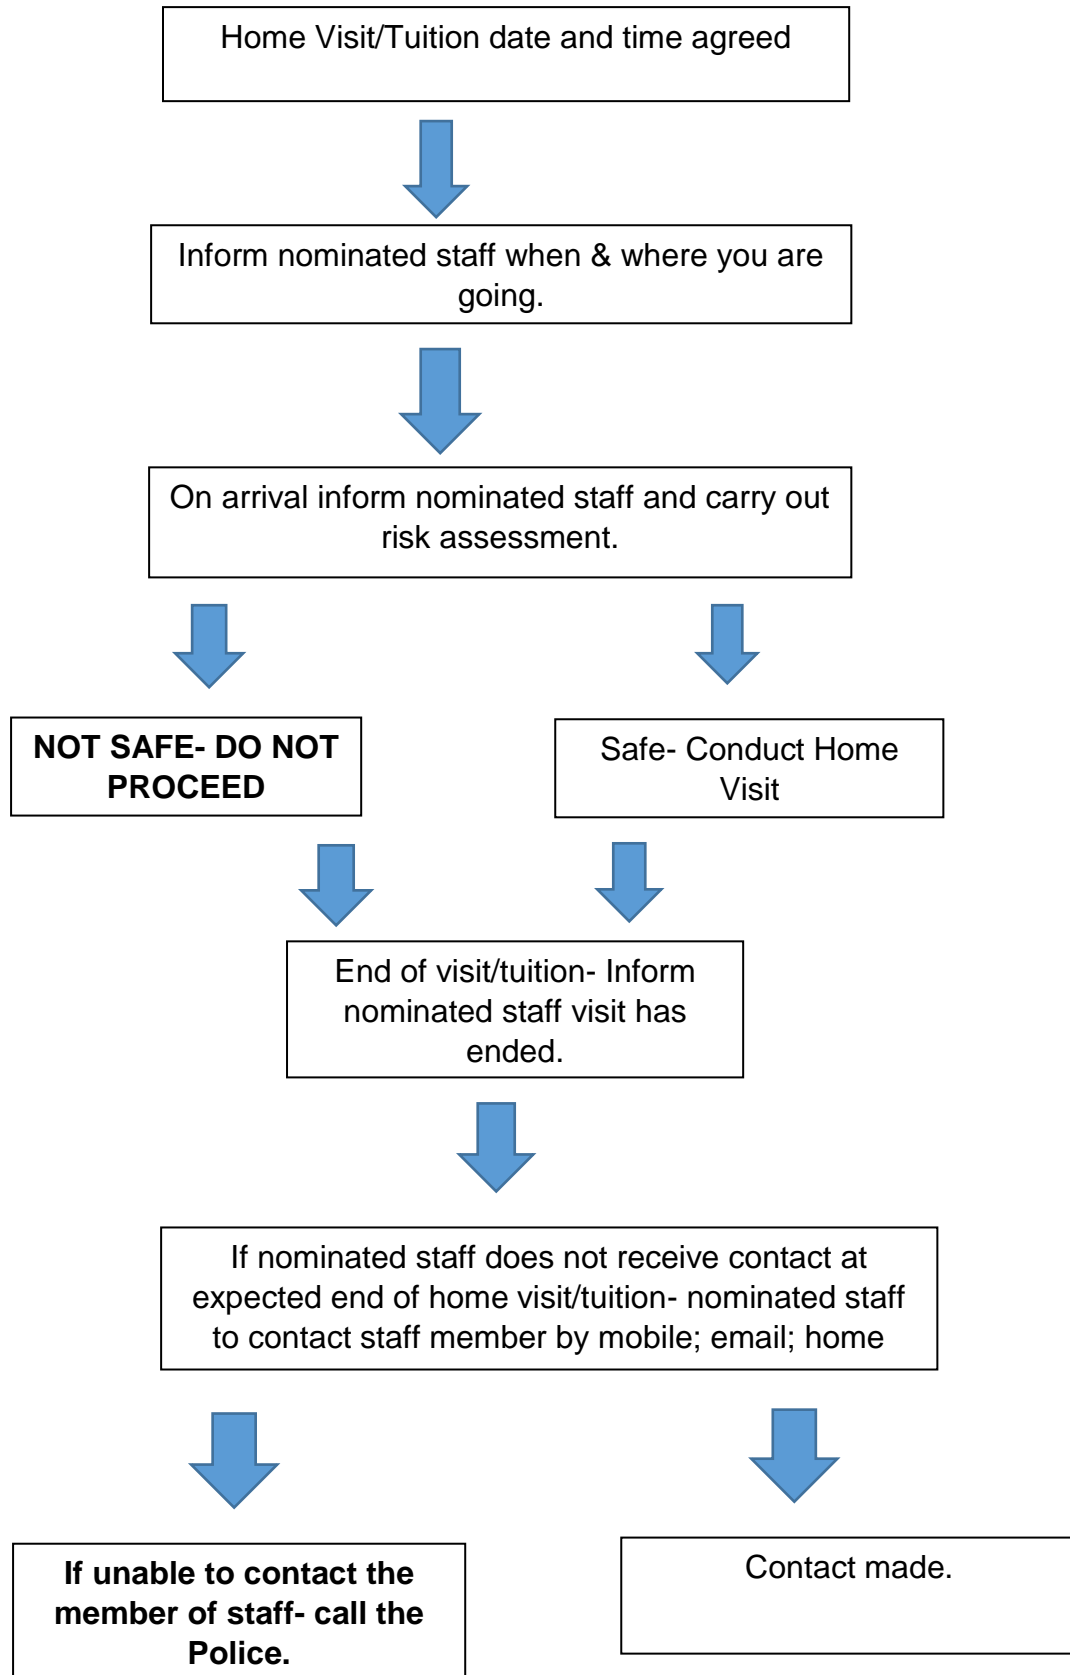 Home Visit/Tuition date and time agreed
Inform nominated staff when & where you are
going.
On arrival inform nominated staff and carry out
risk assessment.
NOT SAFE- DO NOT
PROCEED
Safe- Conduct Home
Visit
End of visit/tuition- Inform
nominated staff visit has
ended.
If nominated staff does not receive contact at
expected end of home visit/tuition- nominated staff
to contact staff member by mobile; email; home
If unable to contact the
member of staff- call the
Police.
Contact made.